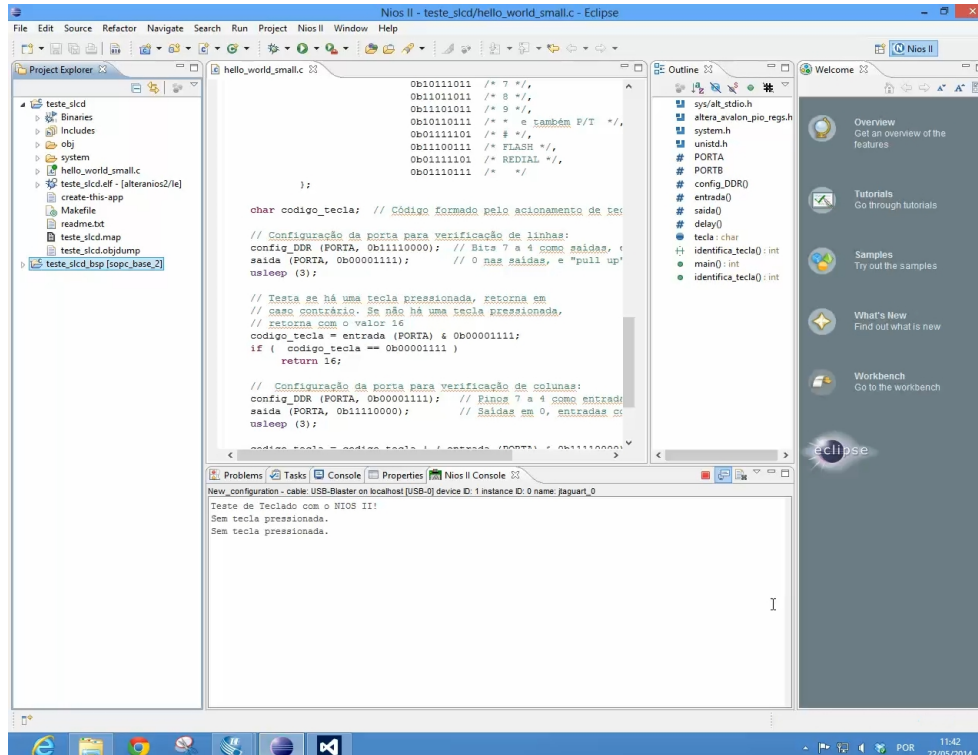 Nios II - teste_slcd/hello_world_small.c - Eclipse
File Edit Source Refactor Navigate Search Run Project Nios II Window Help
Nios II
Project Explorer
teste_slcd
Binaries
Includes
obj
system
hello_world_small.c
teste_slcd.elf - [alteranios2/le]
create-this-app
Makefile
readme.txt
teste_slcd.map
teste_slcd.objdump
teste_slcd_bsp [sopc_base_2]
hello_world_small.c
0b10111011 /* 7 */,
0b11011011 /* 8 */,
0b11101011 /* 9 */,
0b10110111 /* * e também P/T */,
0b01111101 /* # */,
0b11100111 /* FLASH */,
0b01111101 /* REDIAL */,
0b01110111 /* */
};
char codigo_tecla; // Código formado pelo acionamento de tec
// Configuração da porta para verificação de linhas:
config_DDR (PORTA, 0b11110000); // Bits 7 a 4 como saídas, e
saida (PORTA, 0b00001111); // 0 nas saídas, e "pull up"
usleep (3);
// Testa se há uma tecla pressionada, retorna em
// caso contrário. Se não há uma tecla pressionada,
// retorna com o valor 16
codigo_tecla = entrada (PORTA) & 0b00001111;
if ( codigo_tecla == 0b00001111 )
return 16;
// Configuração da porta para verificação de colunas:
config_DDR (PORTA, 0b00001111); // Pinos 7 a 4 como entrada
saida (PORTA, 0b11110000); // Saídas em 0, entradas co
usleep (3);
Outline
sys/alt_stdio.h
altera_avalon_pio_regs.h
system.h
unistd.h
PORTA
PORTB
config_DDR()
entrada()
saida()
delay()
tecla : char
identifica_tecla() : int
main() : int
identifica_tecla() : int
Welcome
Overview
Get an overview of the
features
Tutorials
Go through tutorials
Samples
Try out the samples
What's New
Find out what is new
Workbench
Go to the workbench
eclipse
Problems Tasks Console Properties Nios II Console
New_configuration - cable: USB-Blaster on localhost [USB-0] device ID: 1 instance ID: 0 name: jtaguart_0
Teste de Teclado com o NIOS II!
Sem tecla pressionada.
Sem tecla pressionada.
POR
11:42
22/05/2014